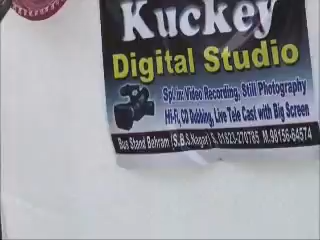 Kuckey
Digital Studio
Spl. in: Video Recording, Still Photography
Hi-fi, CD Dubbing, Live Tele Cast with Big Screen
Bus Stand Behram (S.B.S.Nagar) S. 01823-270785 M.98156-64574